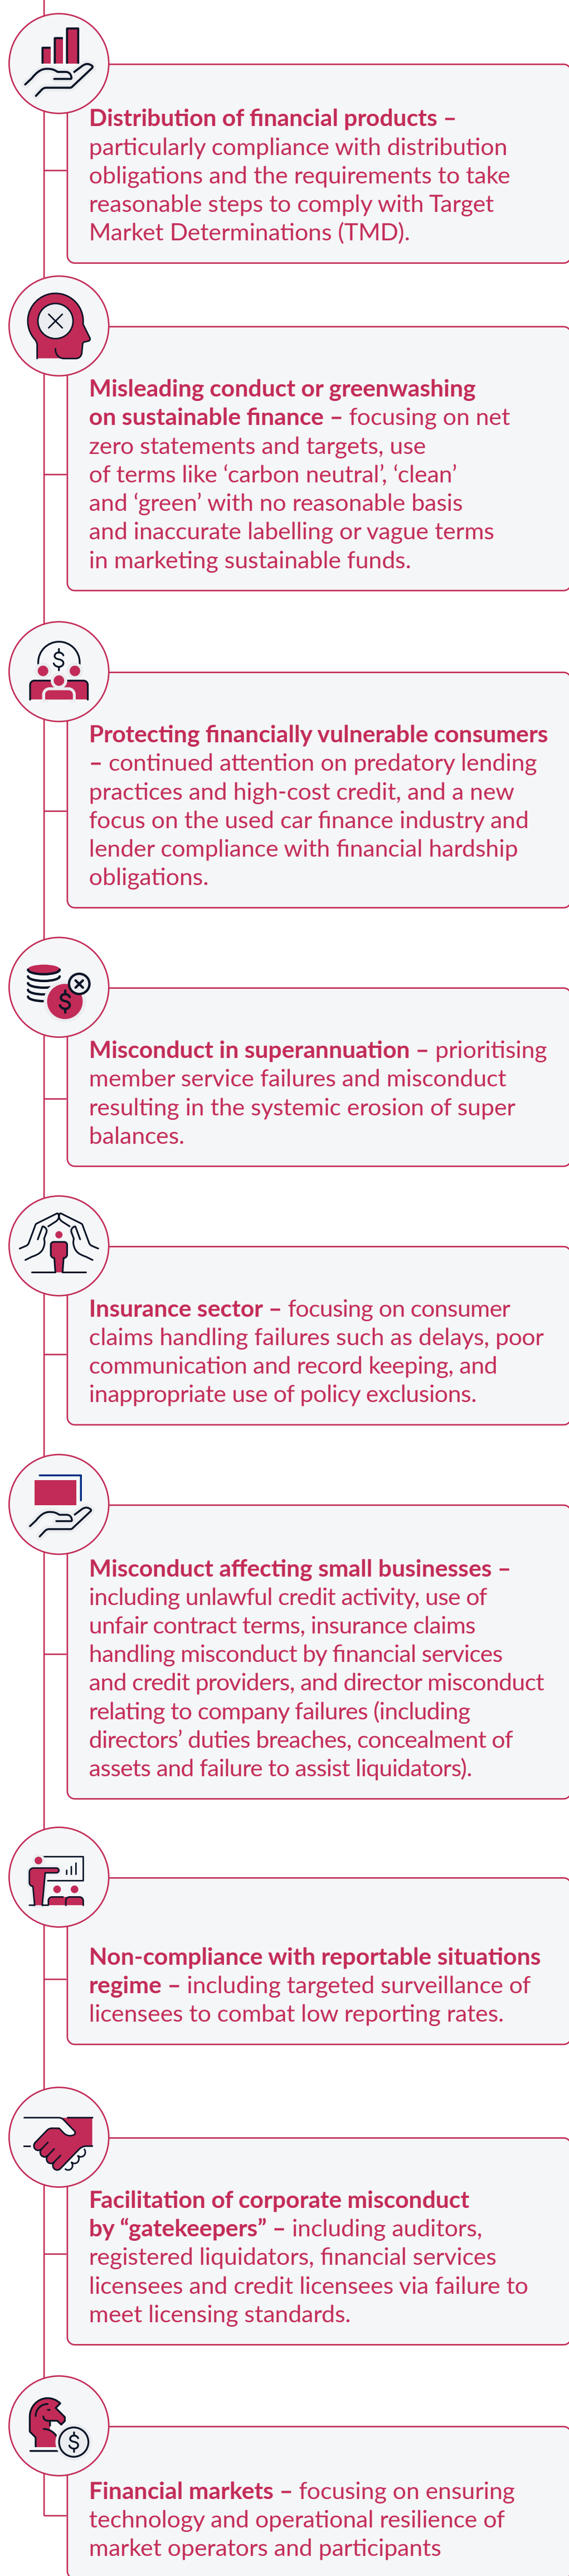 Distribution of financial products –
particularly compliance with distribution
obligations and the requirements to take
reasonable steps to comply with Target
Market Determinations (TMD).
Misleading conduct or greenwashing
on sustainable finance – focusing on net
zero statements and targets, use
of terms like ‘carbon neutral’, ‘clean’
and ‘green’ with no reasonable basis
and inaccurate labelling or vague terms
in marketing sustainable funds.
$
Protecting financially vulnerable consumers
– continued attention on predatory lending
practices and high-cost credit, and a new
focus on the used car finance industry and
lender compliance with financial hardship
obligations.
$
Misconduct in superannuation – prioritising
member service failures and misconduct
resulting in the systemic erosion of super
balances.
Insurance sector – focusing on consumer
claims handling failures such as delays, poor
communication and record keeping, and
inappropriate use of policy exclusions.
Misconduct affecting small businesses –
including unlawful credit activity, use of
unfair contract terms, insurance claims
handling misconduct by financial services
and credit providers, and director misconduct
relating to company failures (including
directors’ duties breaches, concealment of
assets and failure to assist liquidators).
Non-compliance with reportable situations
regime – including targeted surveillance of
licensees to combat low reporting rates.
Facilitation of corporate misconduct
by “gatekeepers” – including auditors,
registered liquidators, financial services
licensees and credit licensees via failure to
meet licensing standards.
$
Financial markets – focusing on ensuring
technology and operational resilience of
market operators and participants